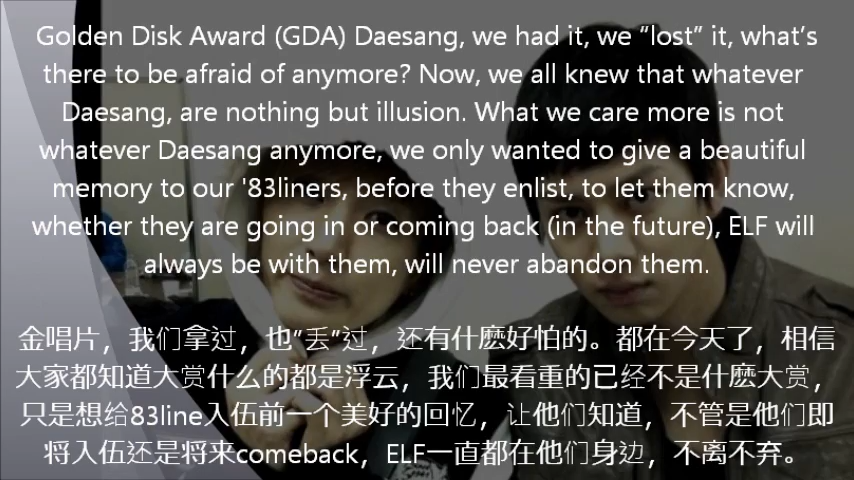 Golden Disk Award (GDA) Daesang, we had it, we “lost” it, what’s
there to be afraid of anymore? Now, we all knew that whatever
Daesang, are nothing but illusion. What we care more is not
whatever Daesang anymore, we only wanted to give a beautiful
memory to our '83liners, before they enlist, to let them know,
whether they are going in or coming back (in the future), ELF will
always be with them, will never abandon them.
金唱片，我们拿过，也“丢”过，还有什麽好怕的。都在今天了，相信
大家都知道大赏什么的都是浮云，我们最看重的已经不是什麽大赏，
只是想给83line入伍前一个美好的回忆，让他们知道，不管是他们即
将入伍还是将来comeback，ELF一直都在他们身边，不离不弃。